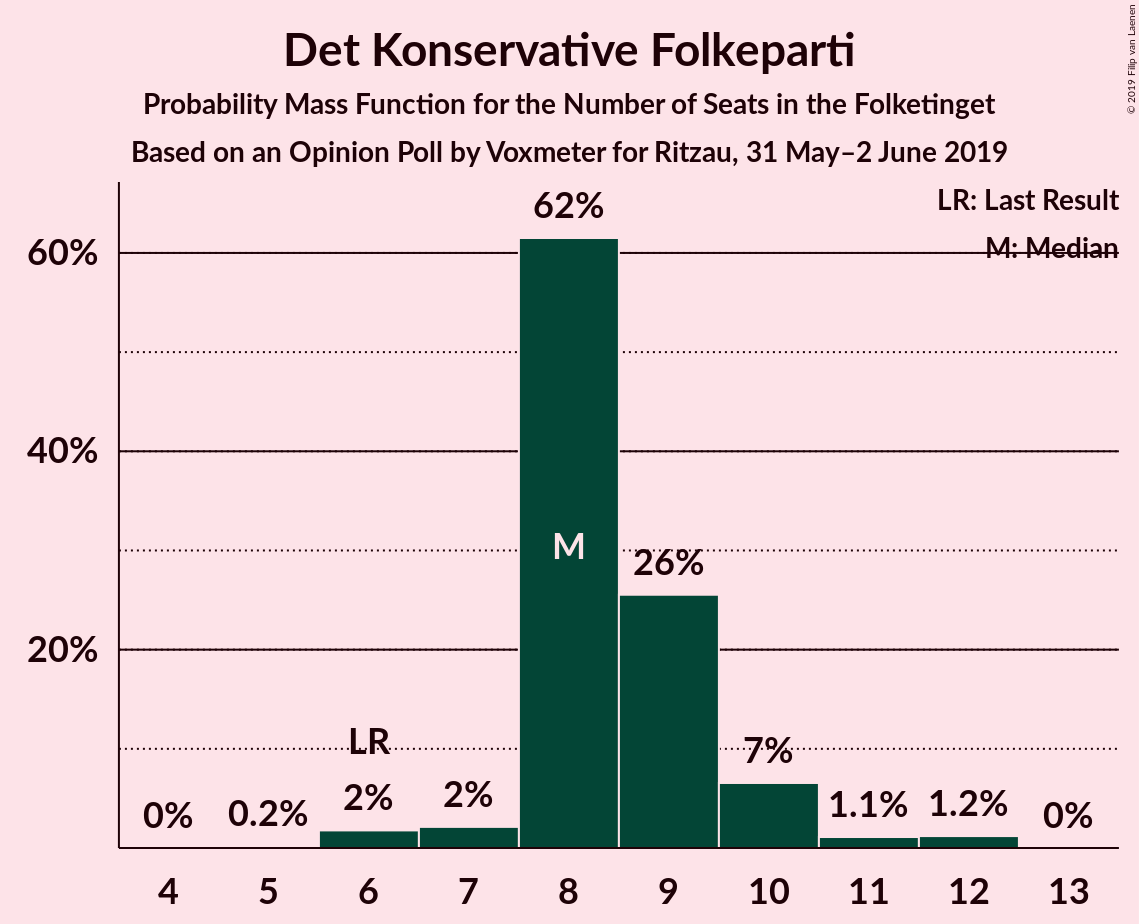 Det Konservative Folkeparti
Probability Mass Function for the Number of Seats in the Folketinget
Based on an Opinion Poll by Voxmeter for Ritzau, 31 May–2 June 2019
© 2019 Filip van Laenen
LR: Last Result
M: Median
62%
60%
40%
M
26%
20%
LR
7%
0%
0.2%
2%
2%
1.1%
1.2%
0%
4
5
6
7
8
9
10
11
12
13